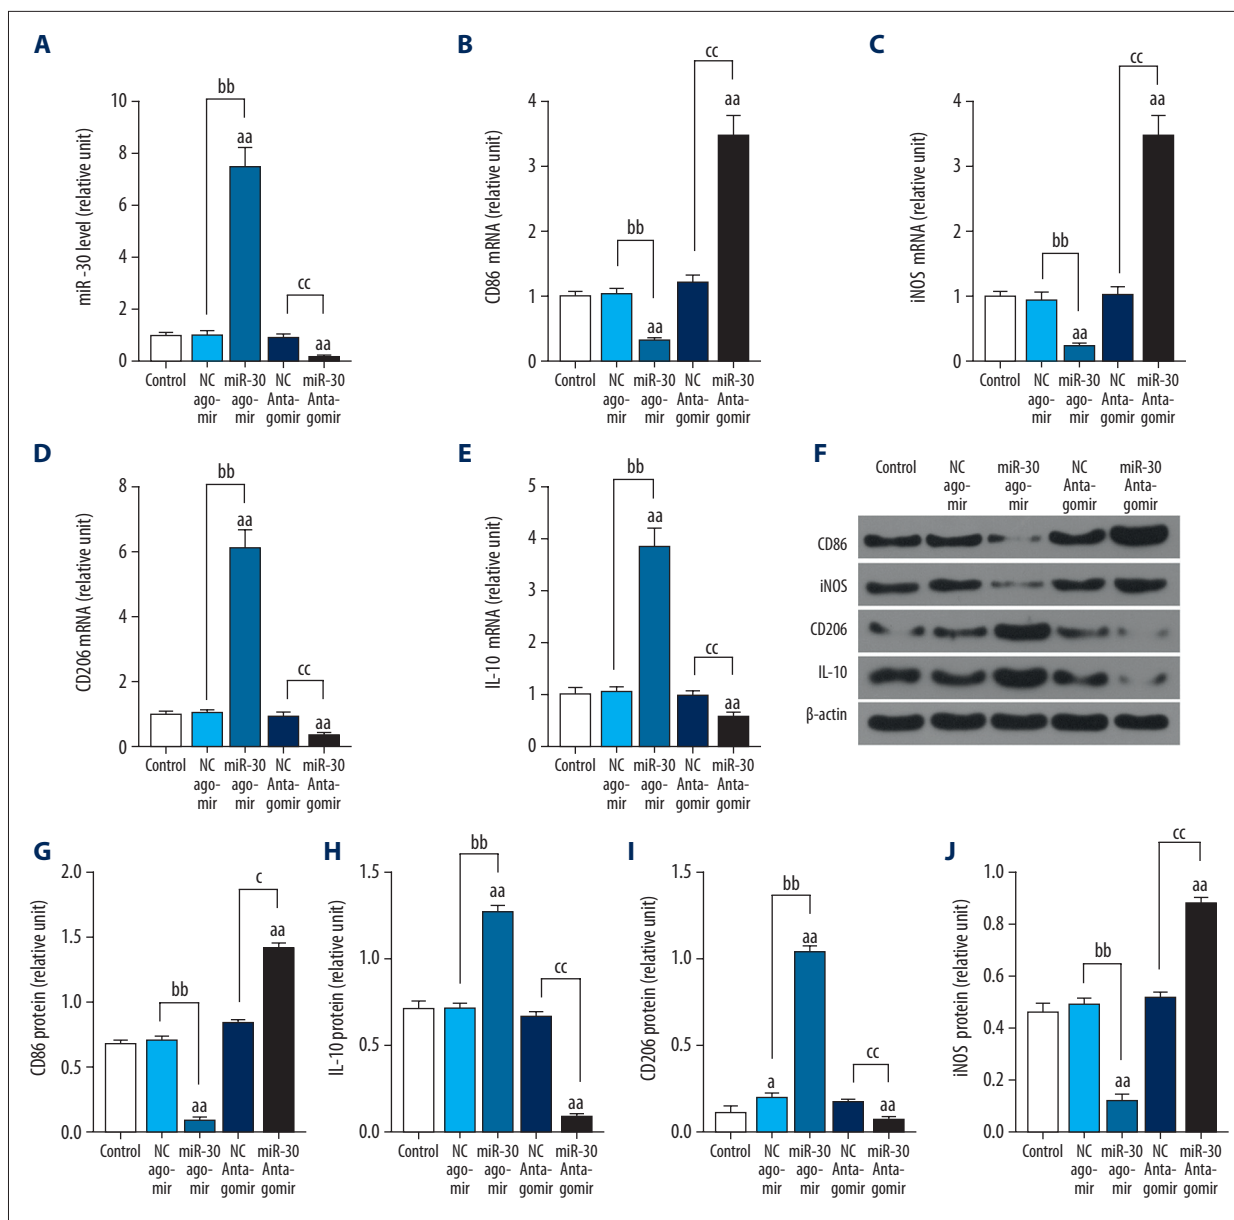 A
miR -30 level (relative unit)
10
8
6
4
2
0
bb
aa
cc
aa
Control
NC
ago-
mir
miR-30
ago-
mir
NC
Anta-
gomir
miR-30
Anta-
gomir
B
CD86 mRNA (relative unit)
4
3
2
1
0
bb
aa
cc
aa
Control
NC
ago-
mir
miR-30
ago-
mir
NC
Anta-
gomir
miR-30
Anta-
gomir
C
iNOS mRNA (relative unit)
4
3
2
1
0
bb
aa
cc
aa
Control
NC
ago-
mir
miR-30
ago-
mir
NC
Anta-
gomir
miR-30
Anta-
gomir
D
CD206 mRNA (relative unit)
8
6
4
2
0
bb
aa
cc
aa
Control
NC
ago-
mir
miR-30
ago-
mir
NC
Anta-
gomir
miR-30
Anta-
gomir
E
IL-10 mRNA (relative unit)
5
4
3
2
1
0
bb
aa
cc
aa
Control
NC
ago-
mir
miR-30
ago-
mir
NC
Anta-
gomir
miR-30
Anta-
gomir
F
Control
NC
ago-
mir
miR-30
ago-
mir
NC
Anta-
gomir
miR-30
Anta-
gomir
CD86
iNOS
CD206
IL-10
β-actin
G
CD86 protein (relative unit)
2.0
1.5
1.0
0.5
0.0
bb
aa
c
aa
Control
NC
ago-
mir
miR-30
ago-
mir
NC
Anta-
gomir
miR-30
Anta-
gomir
H
IL-10 protein (relative unit)
1.5
1.0
0.5
0.0
bb
aa
cc
aa
Control
NC
ago-
mir
miR-30
ago-
mir
NC
Anta-
gomir
miR-30
Anta-
gomir
I
CD206 protein (relative unit)
1.5
1.0
0.5
0.0
a
bb
aa
cc
aa
Control
NC
ago-
mir
miR-30
ago-
mir
NC
Anta-
gomir
miR-30
Anta-
gomir
J
iNOS protein (relative unit)
1.0
0.8
0.6
0.4
0.2
0.0
bb
aa
cc
aa
Control
NC
ago-
mir
miR-30
ago-
mir
NC
Anta-
gomir
miR-30
Anta-
gomir